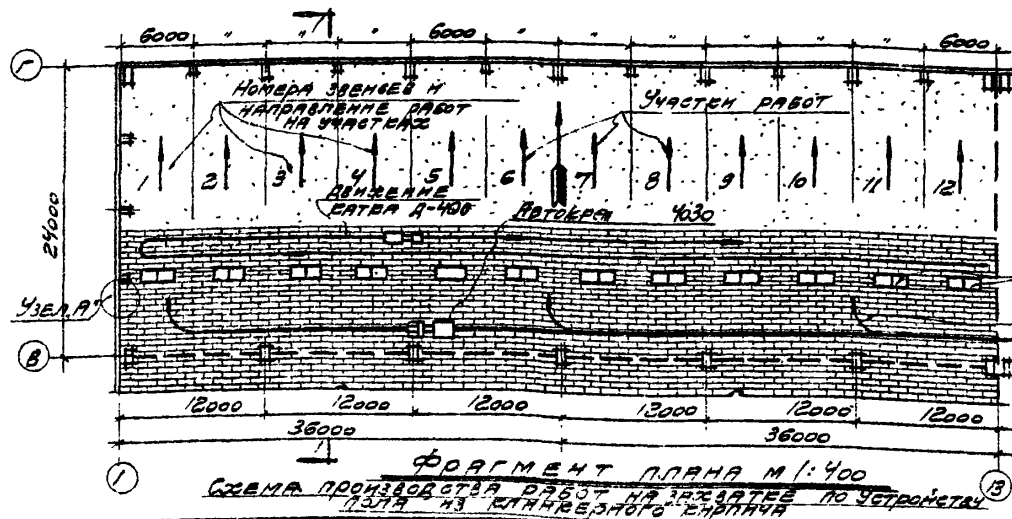 6000 " " " 6000 " " " " " 6000
Г
Номера звеньев и
направление работ
на участках
Участки работ
1 2 3 4 5 6 7 8 9 10 11 12
Движение
катка Д-400
Автокран 4030
24000
Узел А
В
12000 12000 12000 12000 12000 12000
36000 36000
1 13
Фрагмент плана М 1:400
Схема производства работ на захватке по устройству
пола из клинкерного кирпича